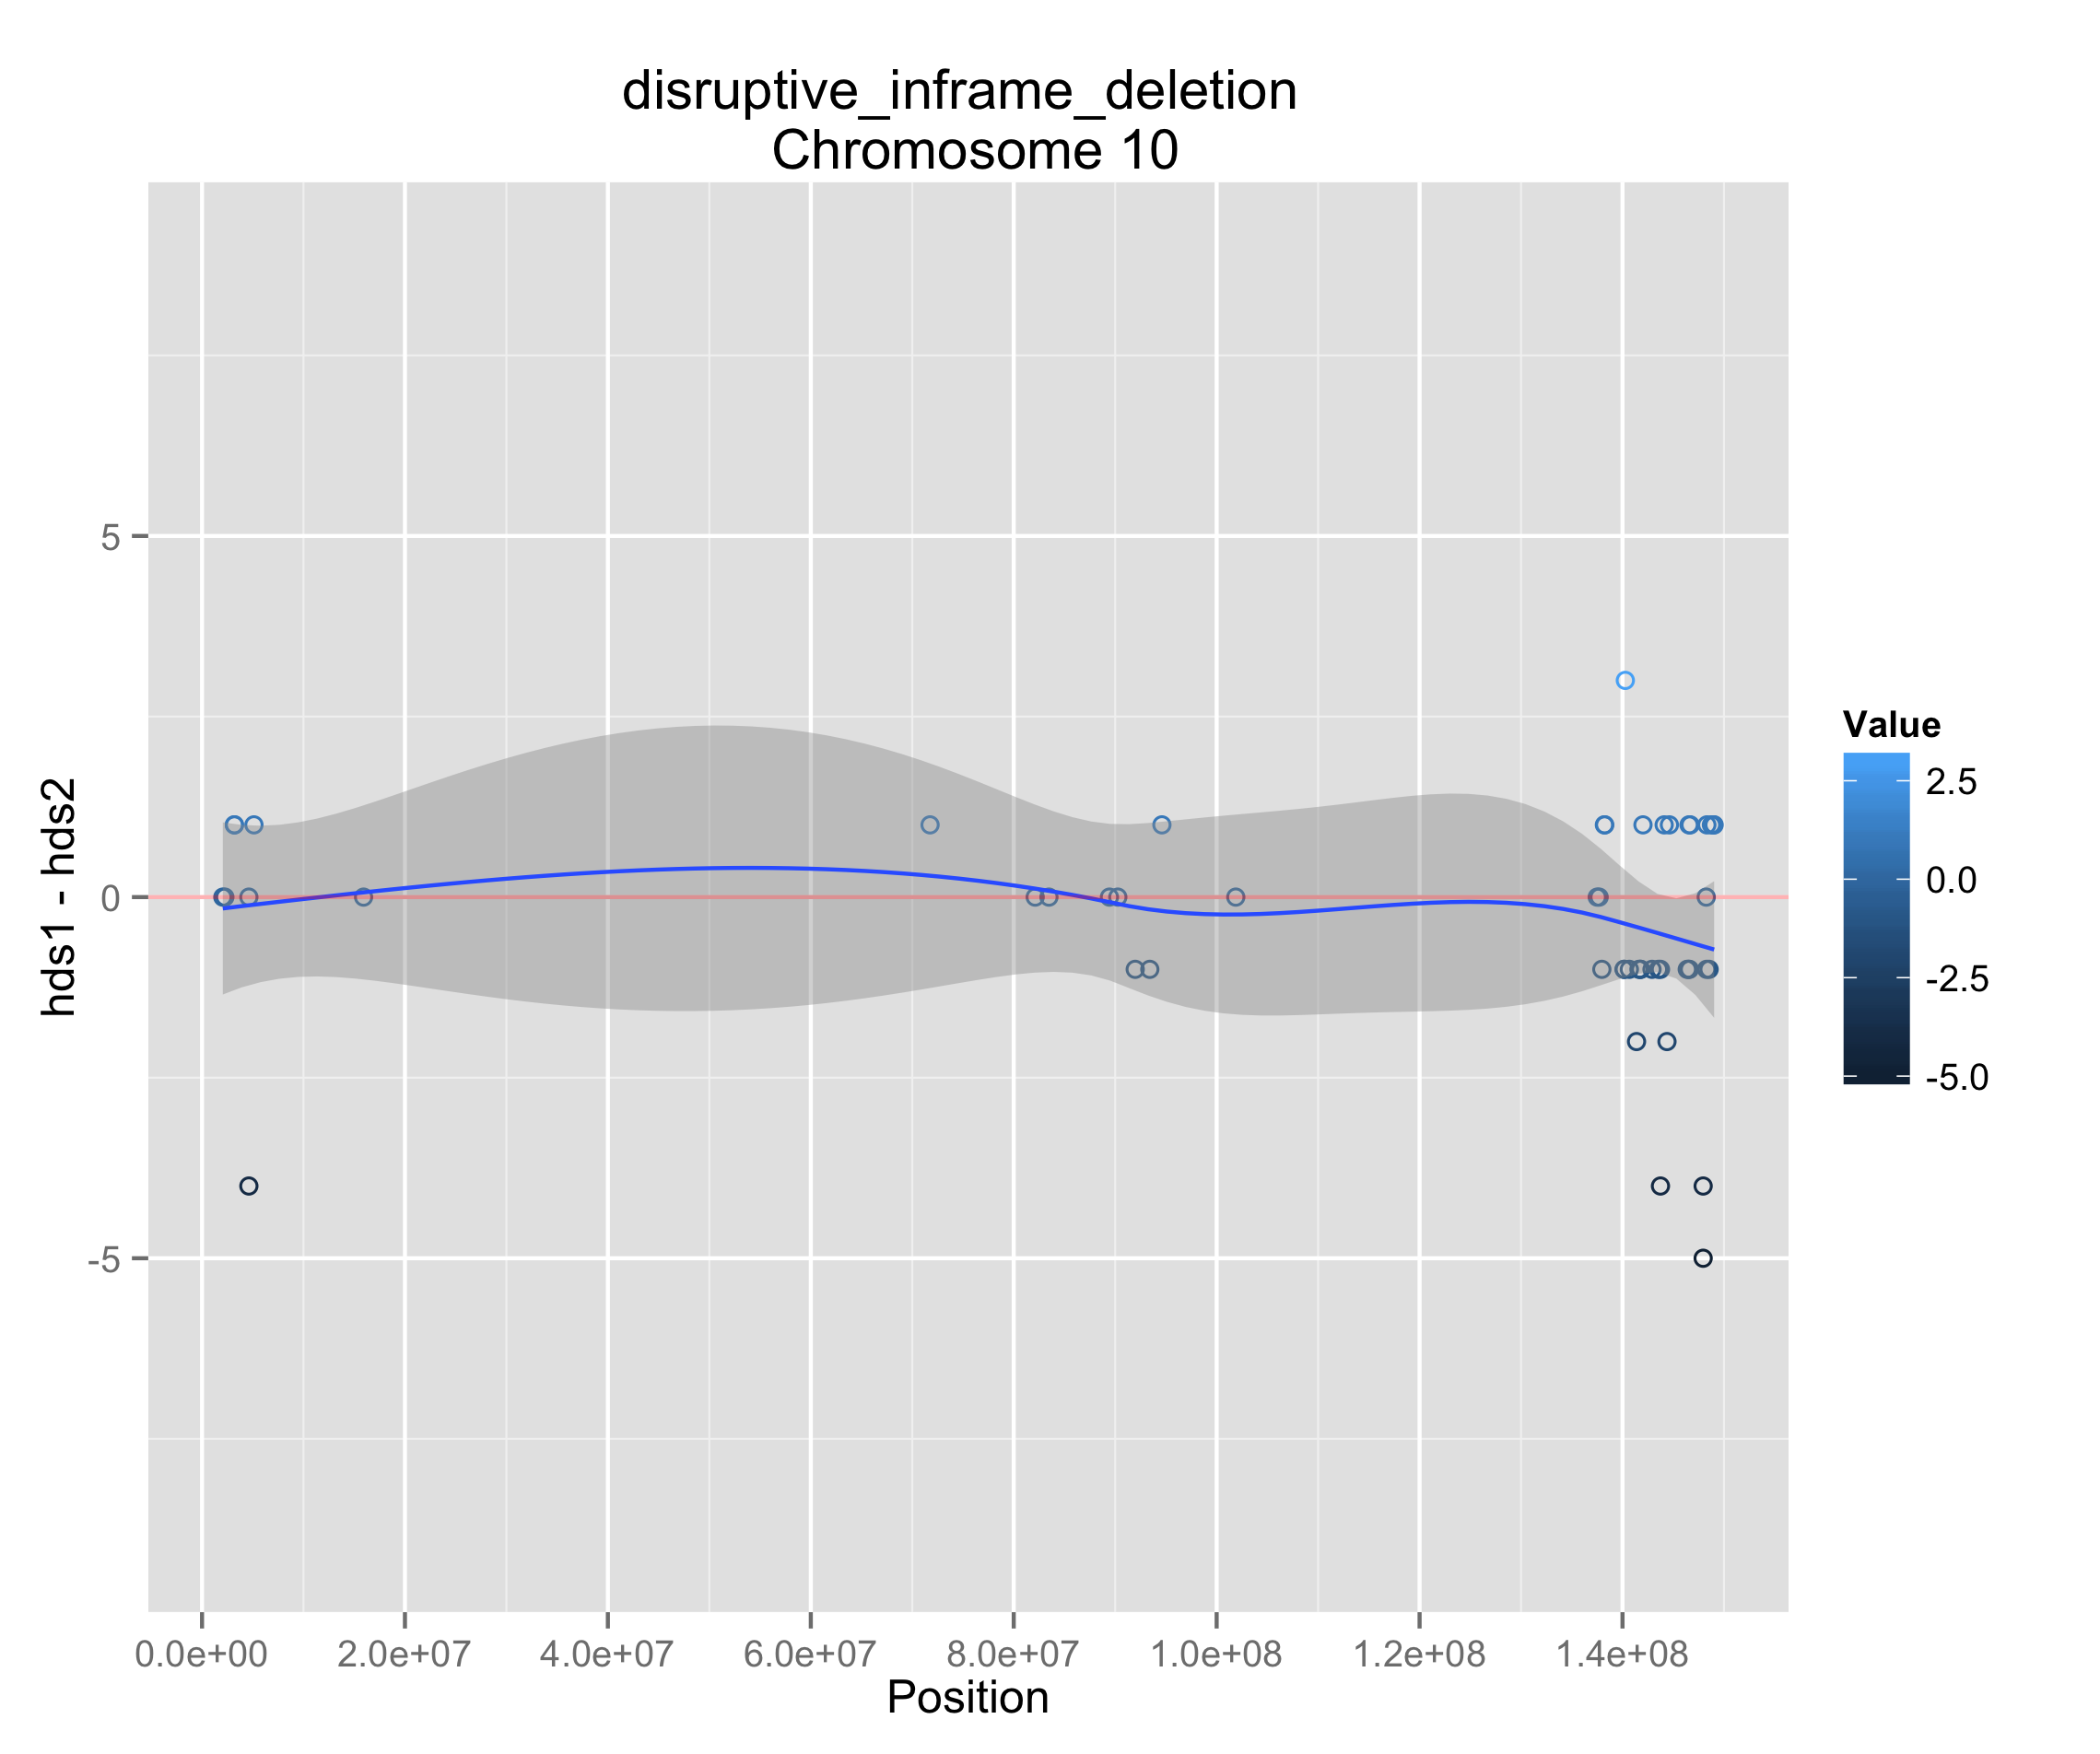 disruptive_inframe_deletion
Chromosome 10
hds1 - hds2
5
0
-5
0.0e+00
2.0e+07
4.0e+07
6.0e+07
8.0e+07
1.0e+08
1.2e+08
1.4e+08
Position
Value
2.5
0.0
-2.5
-5.0